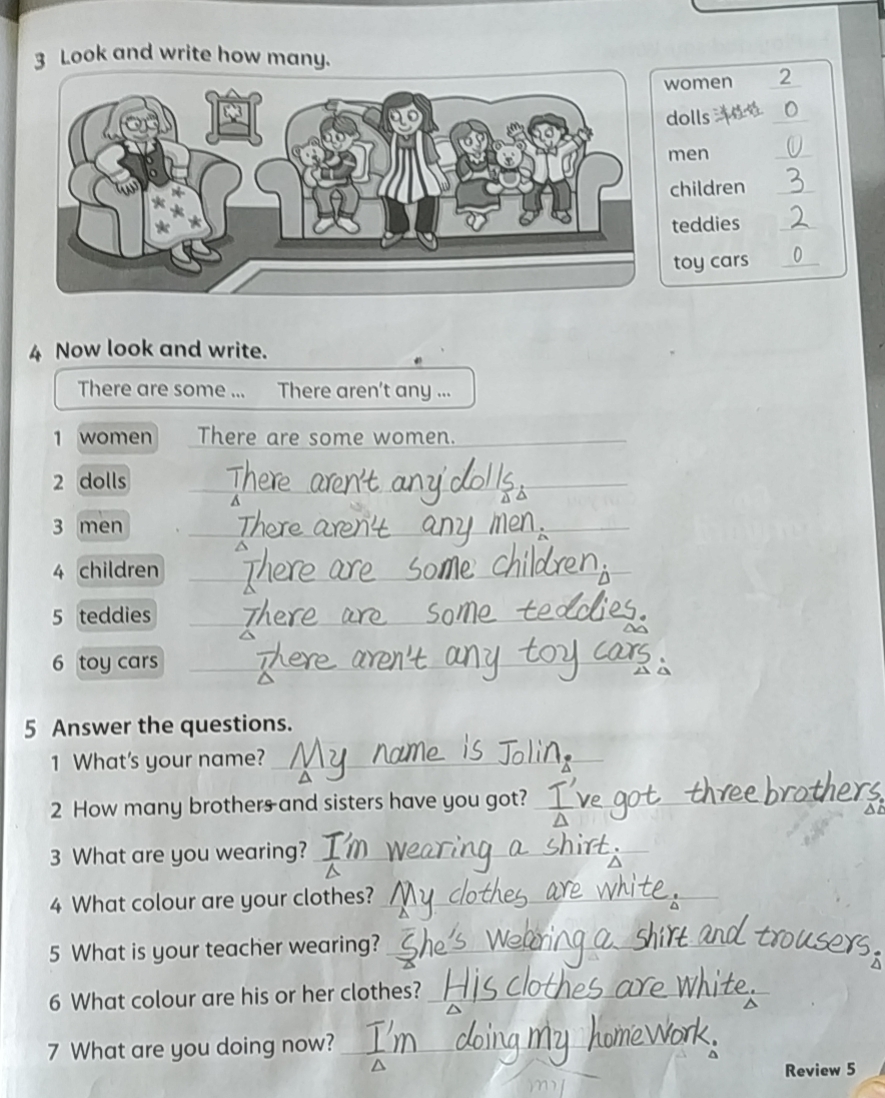 3 Look and write how many.
women 2
dolls 洋娃娃 0
men 0
children 3
teddies 2
toy cars 0
4 Now look and write.
There are some ... There aren't any ...
1 women There are some women.
2 dolls There aren't any dolls.
3 men There aren't any men.
4 children There are some children.
5 teddies There are some teddies.
6 toy cars There aren't any toy cars.
5 Answer the questions.
1 What's your name? My name is Jolin.
2 How many brothers and sisters have you got? I've got three brothers.
3 What are you wearing? I'm wearing a shirt.
4 What colour are your clothes? My clothes are white.
5 What is your teacher wearing? She's wearing a shirt and trousers.
6 What colour are his or her clothes? His clothes are white.
7 What are you doing now? I'm doing my homework.
my
Review 5